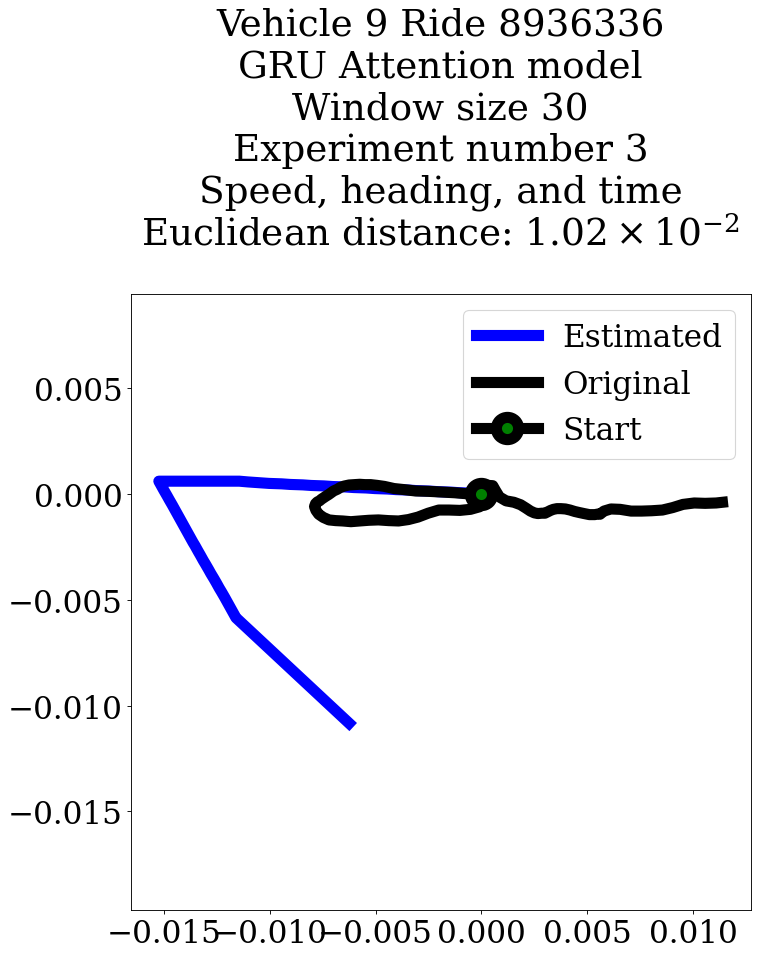 Vehicle 9 Ride 8936336
GRU Attention model
Window size 30
Experiment number 3
Speed, heading, and time
Euclidean distance: 1.02 × 10⁻²
Estimated
Original
Start
0.005
0.000
−0.005
−0.010
−0.015
−0.015 −0.010 −0.005 0.000 0.005 0.010